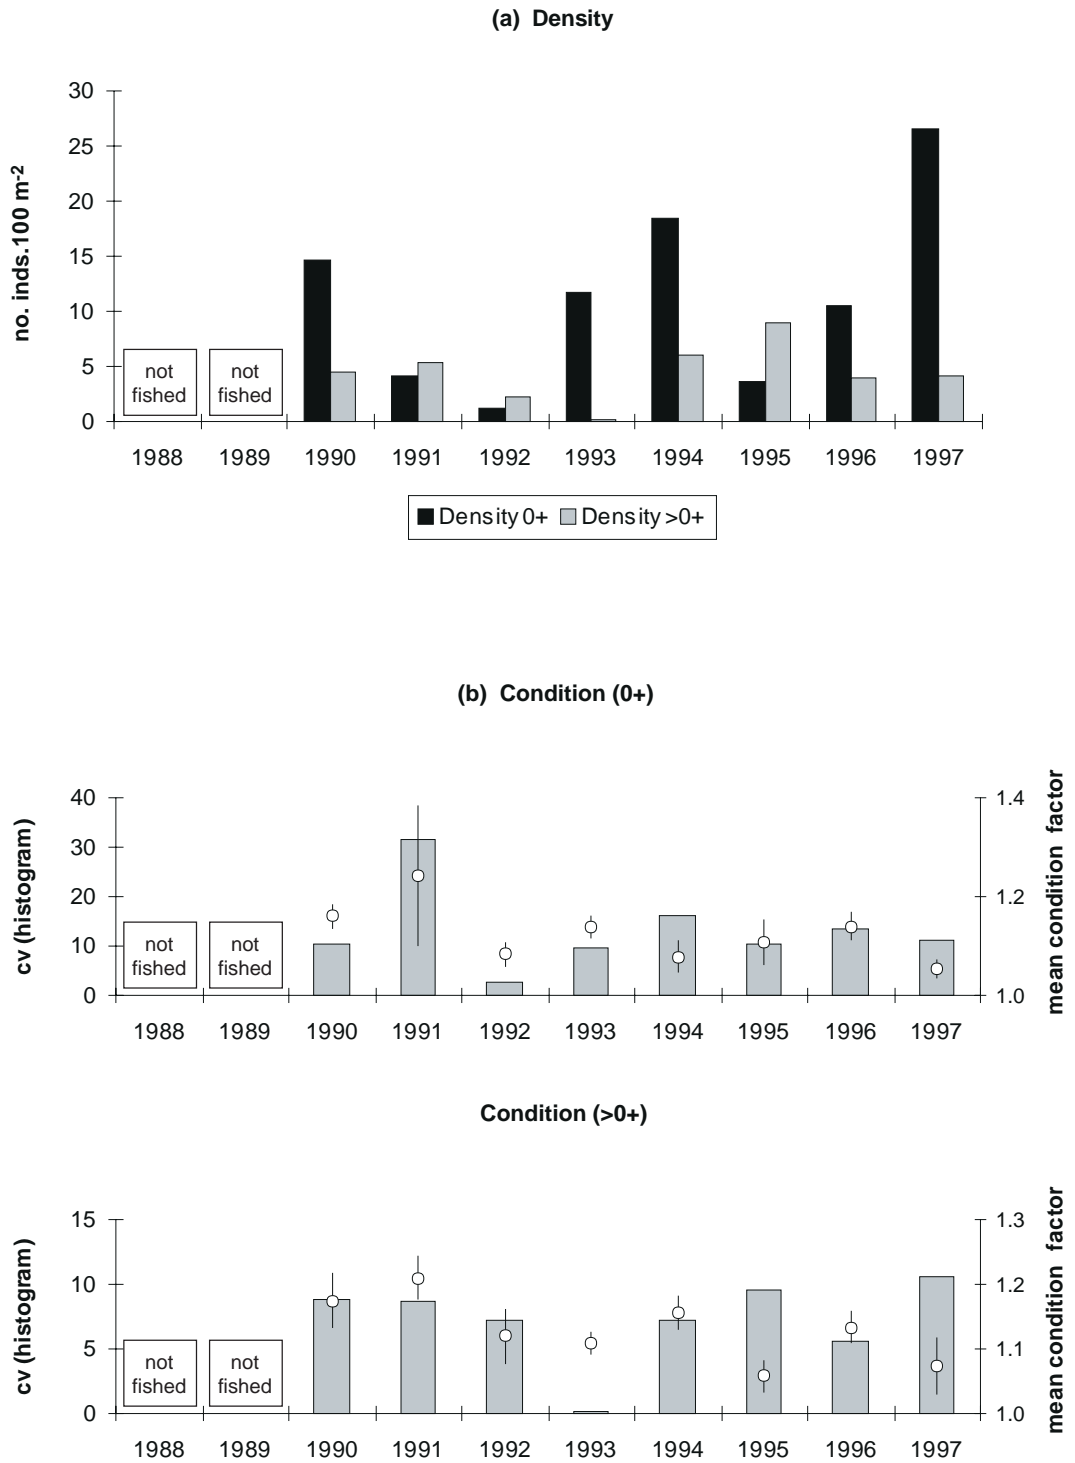 (a) Density
no. inds.100 m-2
30
25
20
15
10
5
0
not
fished
not
fished
1988 1989 1990 1991 1992 1993 1994 1995 1996 1997
Density 0+ Density >0+
(b) Condition (0+)
cv (histogram)
40
30
20
10
0
not
fished
not
fished
1.4
1.2
1.0
mean condition factor
1988 1989 1990 1991 1992 1993 1994 1995 1996 1997
Condition (>0+)
cv (histogram)
15
10
5
0
not
fished
not
fished
1.3
1.2
1.1
1.0
mean condition factor
1988 1989 1990 1991 1992 1993 1994 1995 1996 1997